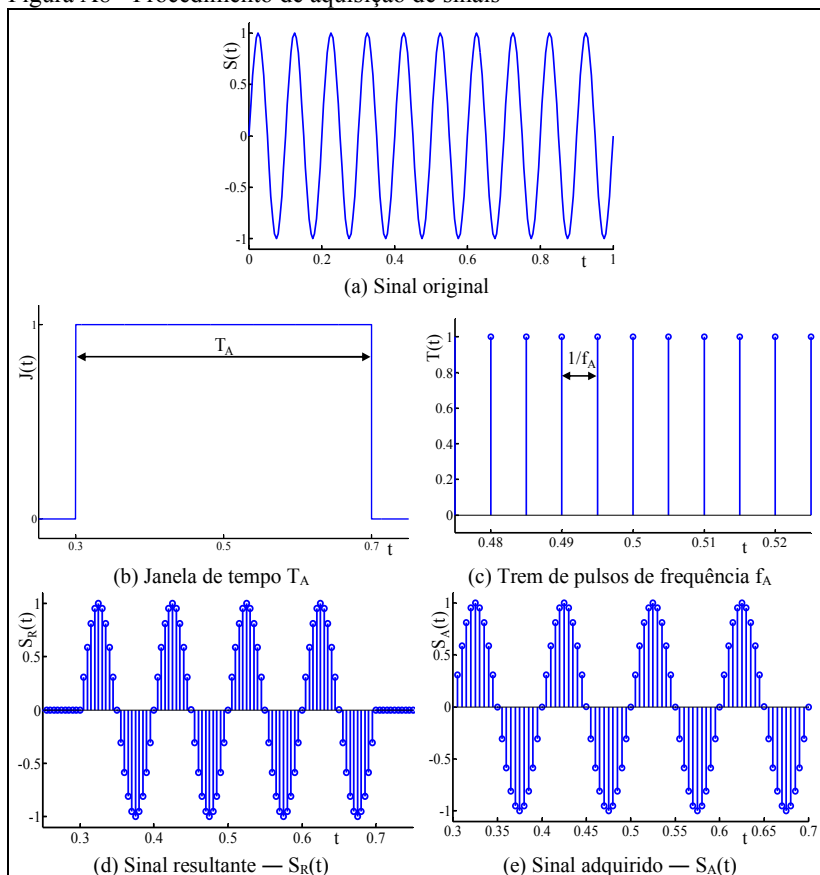 Figura - Procedimento de aquisição de sinais
S(t)
1
0.5
0
-0.5
-1
0 0.2 0.4 0.6 0.8 t 1
(a) Sinal original
J(t)
1
T_A
0
0.3 0.5 0.7 t
(b) Janela de tempo T_A
T(t)
1
0.8
0.6
0.4
0.2
0
1/f_A
0.48 0.49 0.5 0.51 t 0.52
(c) Trem de pulsos de frequência f_A
S_R(t)
1
0.5
0
-0.5
-1
0.3 0.4 0.5 0.6 t 0.7
(d) Sinal resultante — S_R(t)
S_A(t)
1
0.5
0
-0.5
-1
0.3 0.35 0.4 0.45 0.5 0.55 t 0.6 0.65 0.7
(e) Sinal adquirido — S_A(t)